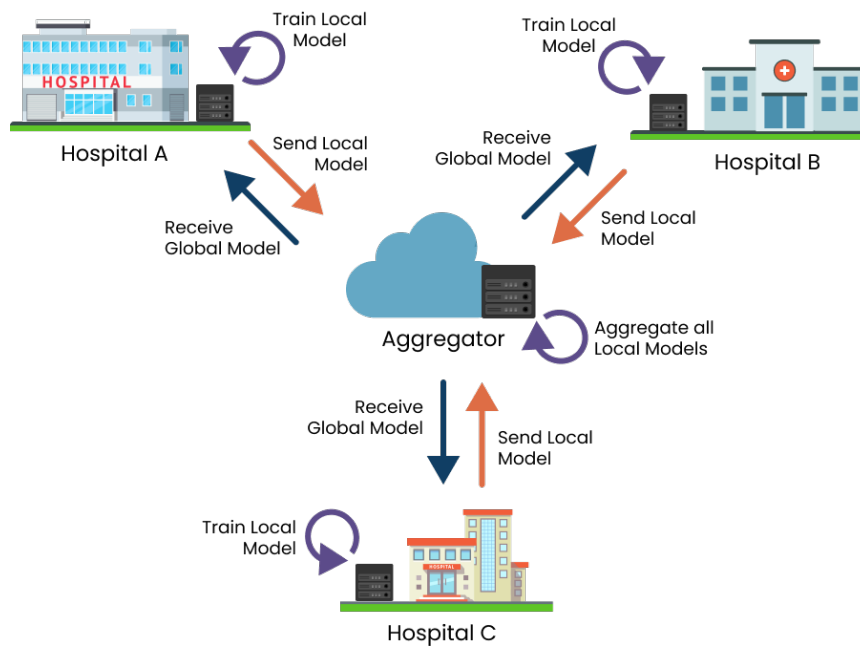 Train Local
Model
HOSPITAL
Hospital A
Send Local
Model
Receive
Global Model
Train Local
Model
Hospital B
Receive
Global Model
Send Local
Model
Aggregator
Aggregate all
Local Models
Receive
Global Model
Send Local
Model
Train Local
Model
HOSPITAL
Hospital C